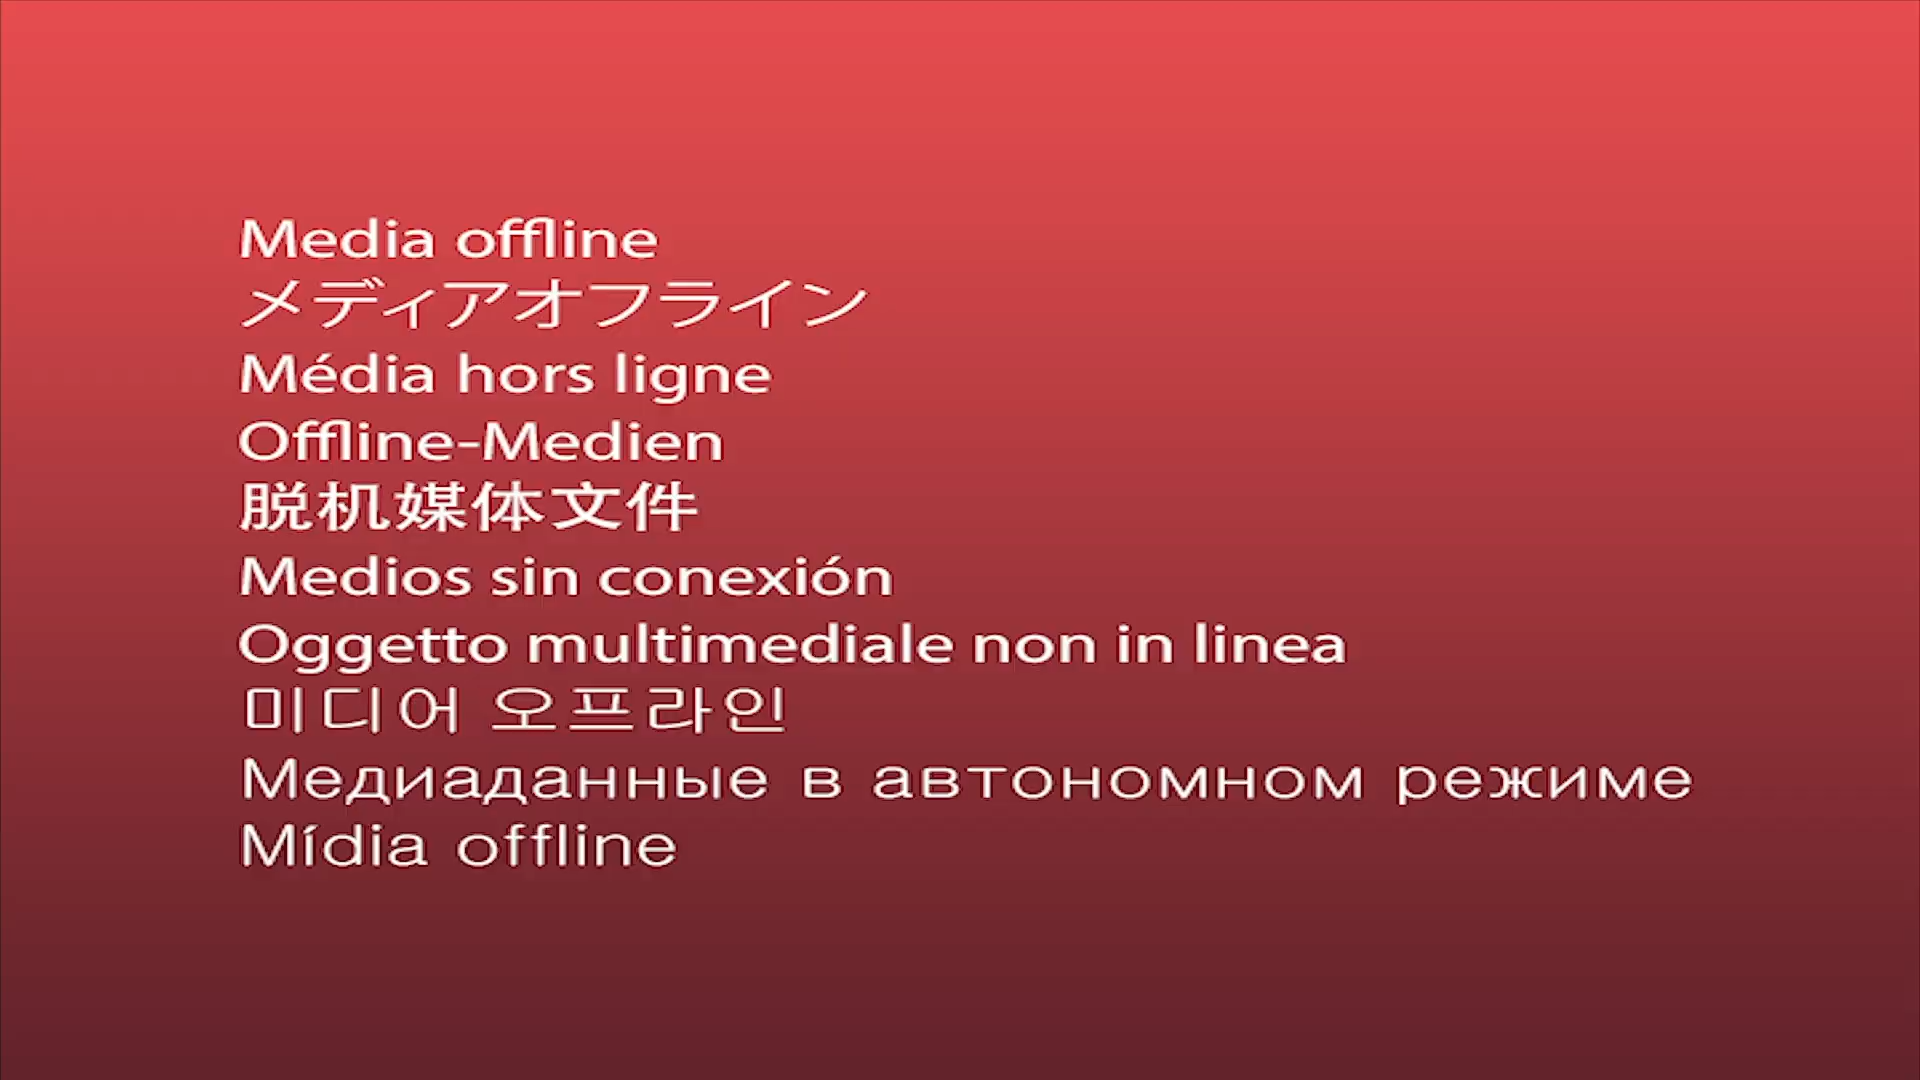 Media offline
メディアオフライン
Média hors ligne
Offline-Medien
脱机媒体文件
Medios sin conexión
Oggetto multimediale non in linea
미디어 오프라인
Медиаданные в автономном режиме
Mídia offline